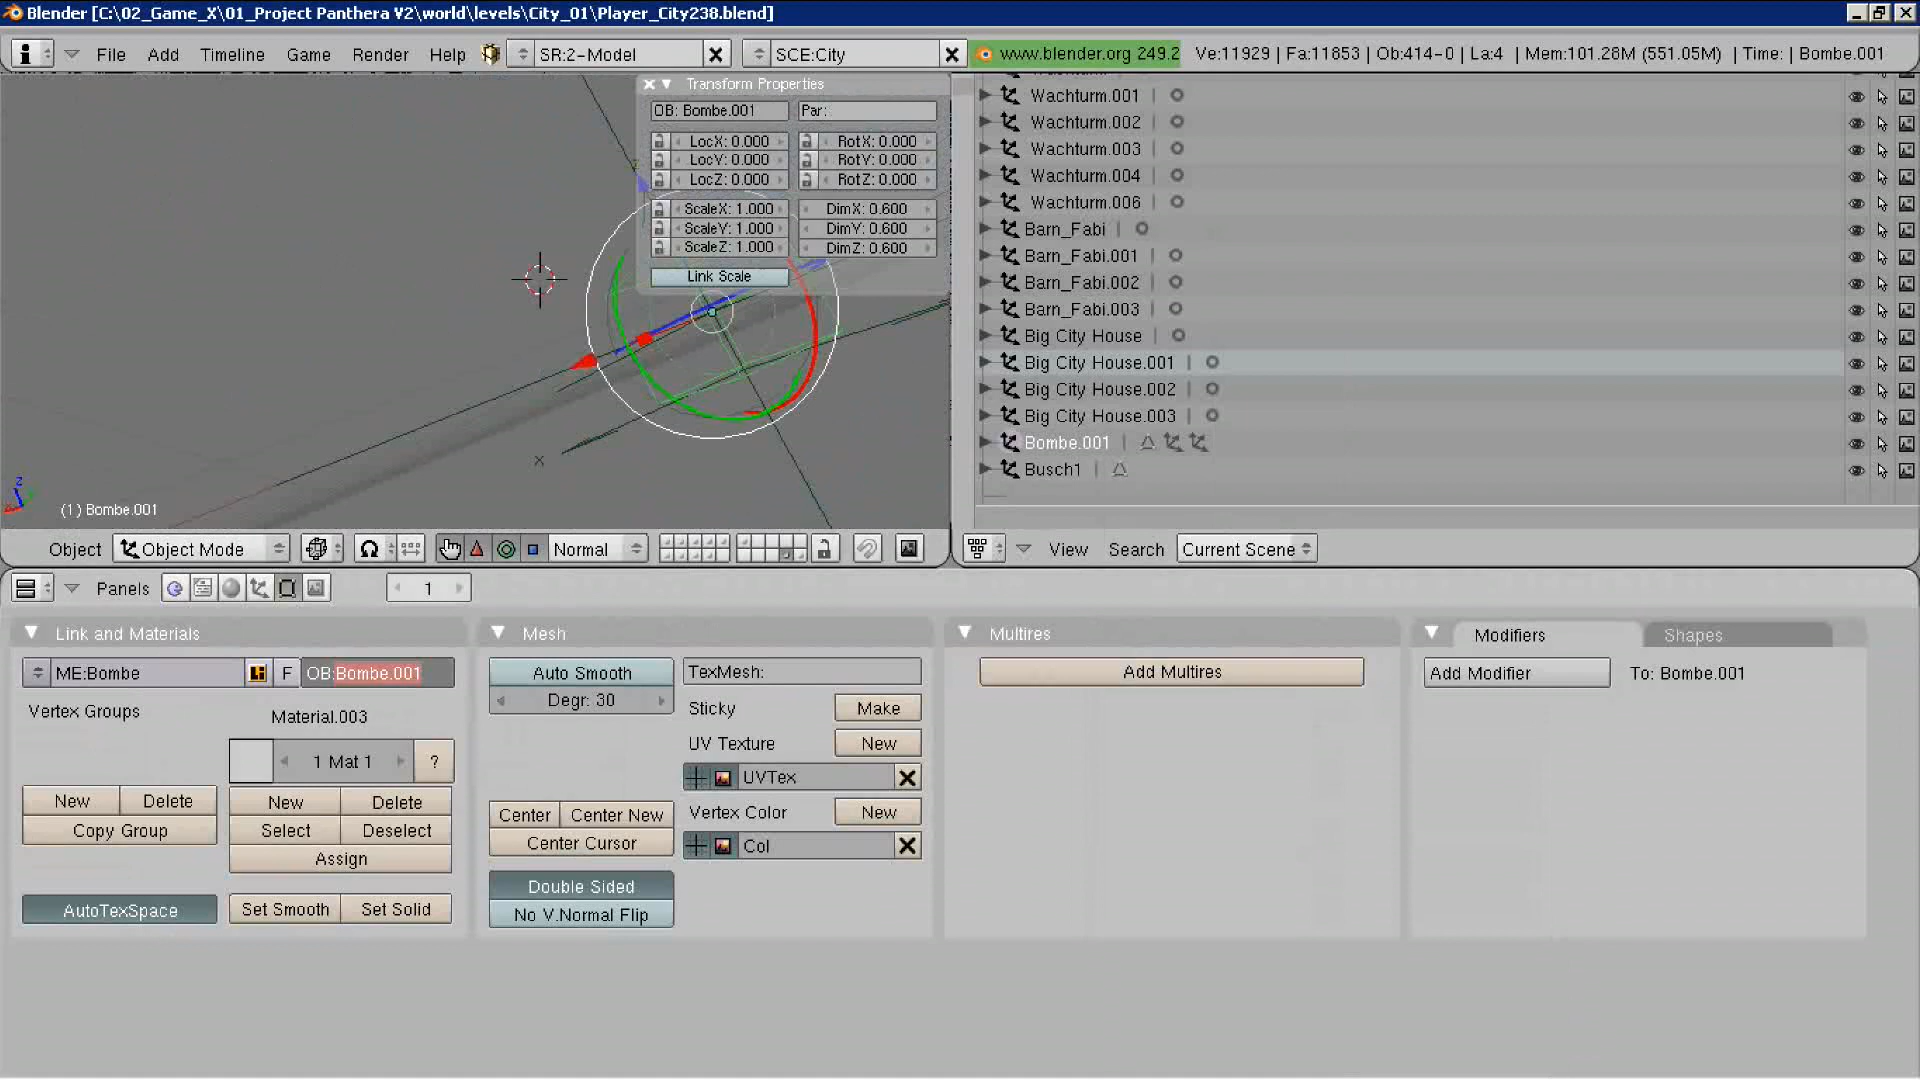 Blender [C:\02_Game_X\01_Project Panthera V2\world\levels\City_01\Player_City238.blend]
File Add Timeline Game Render Help SR:2-Model SCE:City www.blender.org 249.2 Ve:11929 | Fa:11853 | Ob:414-0 | La:4 | Mem:101.28M (551.05M) | Time: | Bombe.001
Transform Properties
OB: Bombe.001 Par:
LocX: 0.000 RotX: 0.000
LocY: 0.000 RotY: 0.000
LocZ: 0.000 RotZ: 0.000
ScaleX: 1.000 DimX: 0.600
ScaleY: 1.000 DimY: 0.600
ScaleZ: 1.000 DimZ: 0.600
Link Scale
X
Z
(1) Bombe.001
Wachturm.001
Wachturm.002
Wachturm.003
Wachturm.004
Wachturm.006
Barn_Fabi
Barn_Fabi.001
Barn_Fabi.002
Barn_Fabi.003
Big City House
Big City House.001
Big City House.002
Big City House.003
Bombe.001
Busch1
Object Object Mode Normal
View Search Current Scene
Panels 1
Link and Materials
ME:Bombe F OB:Bombe.001
Vertex Groups
Material.003
1 Mat 1 ?
New Delete New Delete
Copy Group Select Deselect
Assign
AutoTexSpace Set Smooth Set Solid
Mesh
Auto Smooth
Degr: 30
TexMesh:
Sticky Make
UV Texture New
UVTex
Center Center New
Center Cursor
Vertex Color New
Col
Double Sided
No V.Normal Flip
Multires
Add Multires
Modifiers Shapes
Add Modifier To: Bombe.001